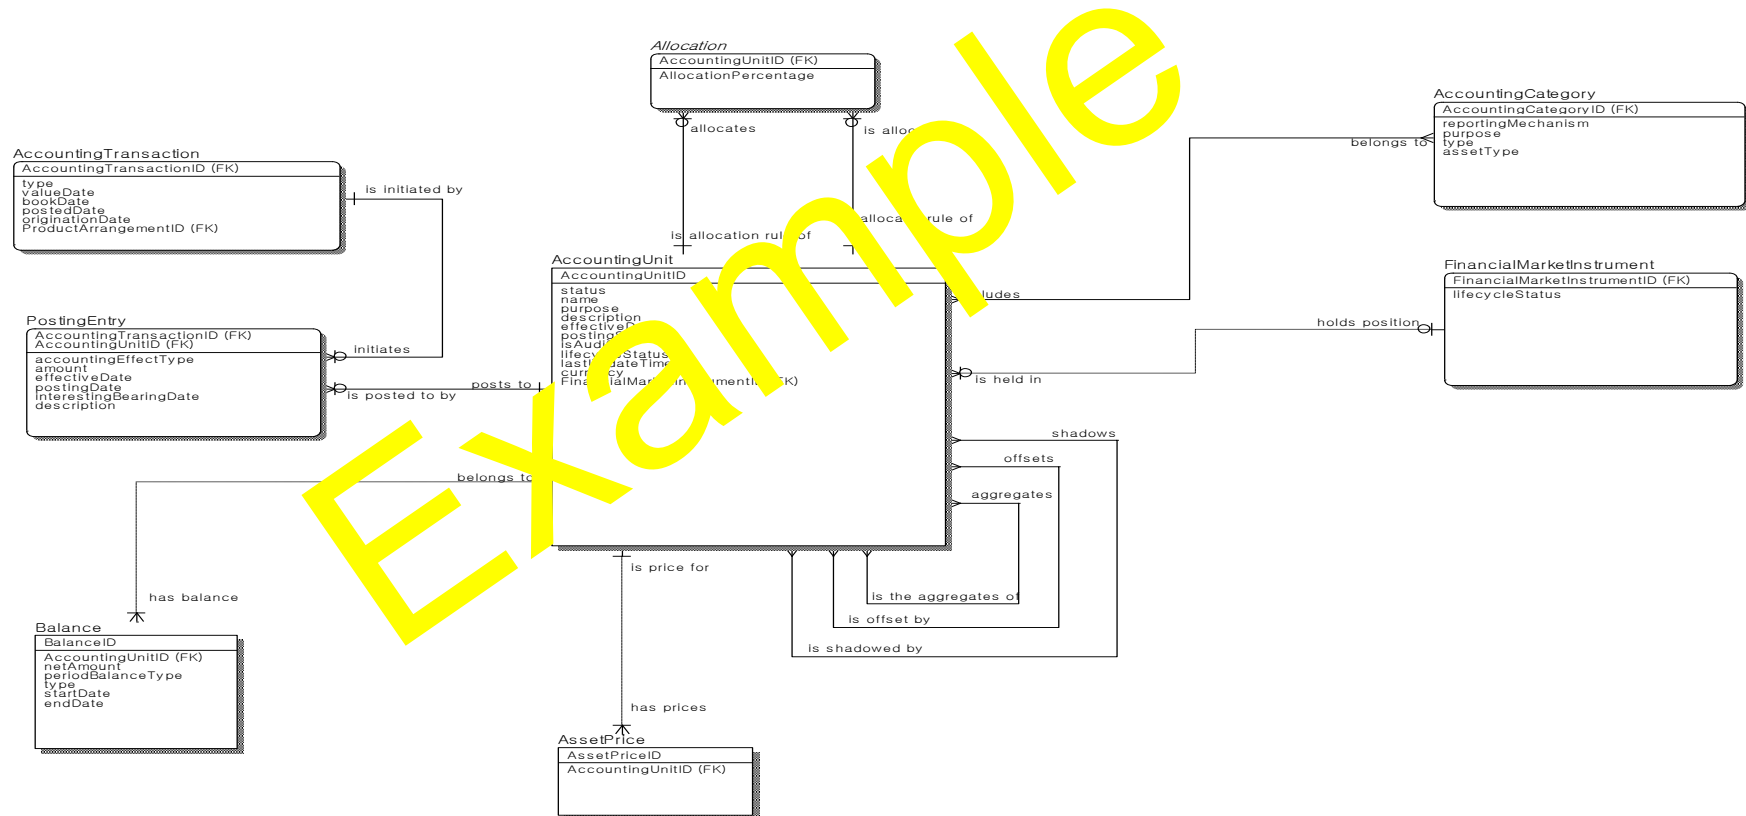 Allocation
AccountingUnitID (FK)
AllocationPercentage
allocates
is
AccountingCategory
AccountingCategoryID (FK)
reportingMechanism
purpose
type
assetType
belongs to
AccountingTransaction
AccountingTransactionID (FK)
type
valueDate
bookDate
postedDate
originationDate
ProductArrangementID (FK)
is initiated by
is allocation of
rule of
AccountingUnit
AccountingUnitID
status
name
purpose
description
FinancialMarketInstrument
FinancialMarketInstrumentID (FK)
lifecycleStatus
holds position
is held in
PostingEntry
AccountingTransactionID (FK)
AccountingUnitID (FK)
accountingEffectType
amount
effectiveDate
postingDate
interestingBearingDate
description
initiates
posts to
is posted to by
shadows
offsets
aggregates
belongs to
is price for
is the aggregates of
is offset by
is shadowed by
has balance
Balance
BalanceID
AccountingUnitID (FK)
netAmount
periodBalanceType
type
startDate
endDate
has prices
AssetPrice
AssetPriceID
AccountingUnitID (FK)
Example